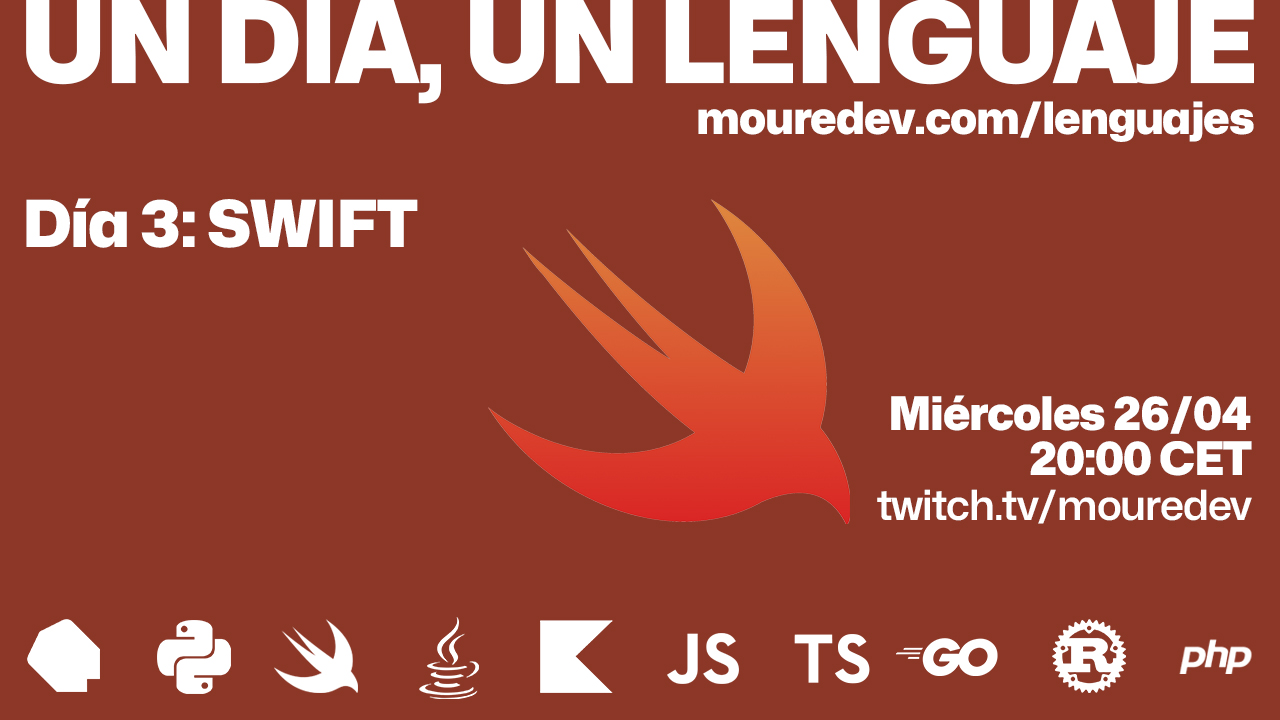 UN DÍA, UN LENGUAJE
mouredev.com/lenguajes
Día 3: SWIFT
Miércoles 26/04
20:00 CET
twitch.tv/mouredev
JS TS GO R php